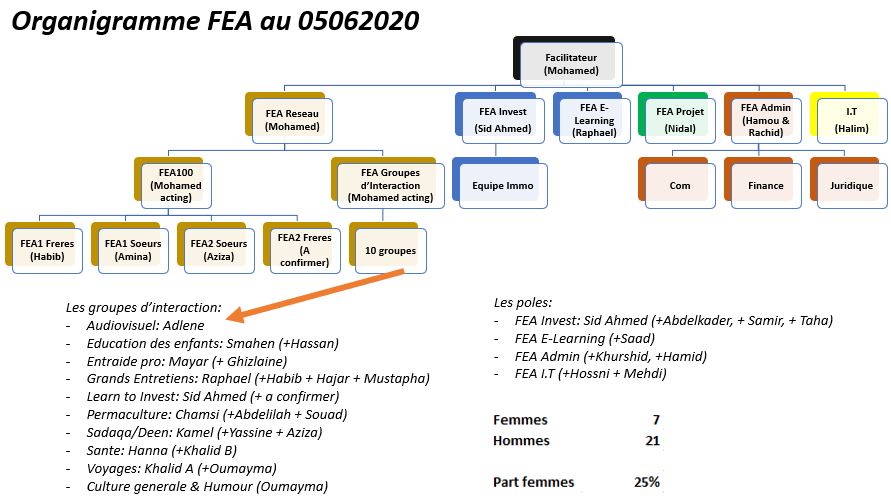 Organigramme FEA au 05062020
Facilitateur
(Mohamed)
FEA Reseau
(Mohamed)
FEA Invest
(Sid Ahmed)
FEA E-
Learning
(Raphael)
FEA Projet
(Nidal)
FEA Admin
(Hamou &
Rachid)
I.T
(Halim)
FEA100
(Mohamed
acting)
FEA Groupes
d'Interaction
(Mohamed acting)
Equipe Immo
Com
Finance
Juridique
FEA1 Freres
(Habib)
FEA1 Soeurs
(Amina)
FEA2 Soeurs
(Aziza)
FEA2 Freres
(A
confirmer)
10 groupes
Les groupes d'interaction:
- Audiovisuel: Adlene
- Education des enfants: Smahen (+Hassan)
- Entraide pro: Mayar (+ Ghizlaine)
- Grands Entretiens: Raphael (+Habib + Hajar + Mustapha)
- Learn to Invest: Sid Ahmed (+ a confirmer)
- Permaculture: Chamsi (+Abdelilah + Souad)
- Sadaqa/Deen: Kamel (+Yassine + Aziza)
- Sante: Hanna (+Khalid B)
- Voyages: Khalid A (+Oumayma)
- Culture generale & Humour (Oumayma)
Les poles:
- FEA Invest: Sid Ahmed (+Abdelkader, + Samir, + Taha)
- FEA E-Learning (+Saad)
- FEA Admin (+Khurshid, +Hamid)
- FEA I.T (+Hossni + Mehdi)
Femmes 7
Hommes 21
Part femmes 25%